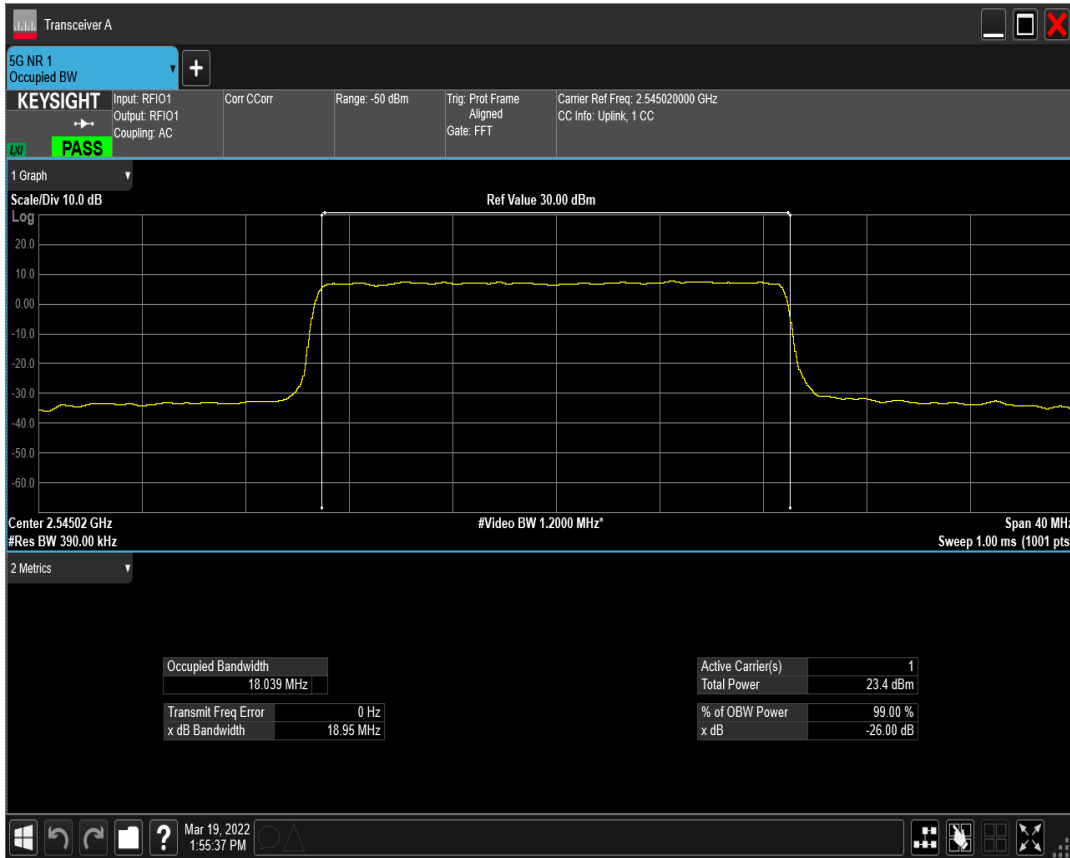 Transceiver A
5G NR 1
Occupied BW
+
KEYSIGHT
LXI
PASS
Input: RFIO1
Output: RFIO1
Coupling: AC
Corr CCorr
Range: -50 dBm
Trig: Prot Frame
Aligned
Gate: FFT
Carrier Ref Freq: 2.545020000 GHz
CC Info: Uplink, 1 CC
1 Graph
Scale/Div 10.0 dB
Ref Value 30.00 dBm
Log
20.0
10.0
0.00
-10.0
-20.0
-30.0
-40.0
-50.0
-60.0
Center 2.54502 GHz
#Video BW 1.2000 MHz*
Span 40 MHz
#Res BW 390.00 kHz
Sweep 1.00 ms (1001 pts
2 Metrics
Occupied Bandwidth
18.039 MHz
Transmit Freq Error 0 Hz
x dB Bandwidth 18.95 MHz
Active Carrier(s) 1
Total Power 23.4 dBm
% of OBW Power 99.00 %
x dB -26.00 dB
?
Mar 19, 2022
1:55:37 PM